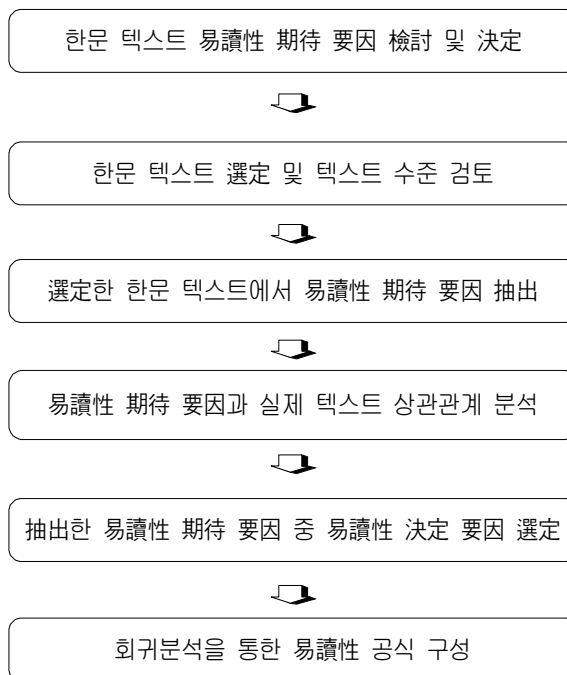 한문 텍스트 易讀性 期待 要因 檢討 및 決定
한문 텍스트 選定 및 텍스트 수준 검토
選定한 한문 텍스트에서 易讀性 期待 要因 抽出
易讀性 期待 要因과 실제 텍스트 상관관계 분석
抽出한 易讀性 期待 要因 중 易讀性 決定 要因 選定
회귀분석을 통한 易讀性 공식 구성